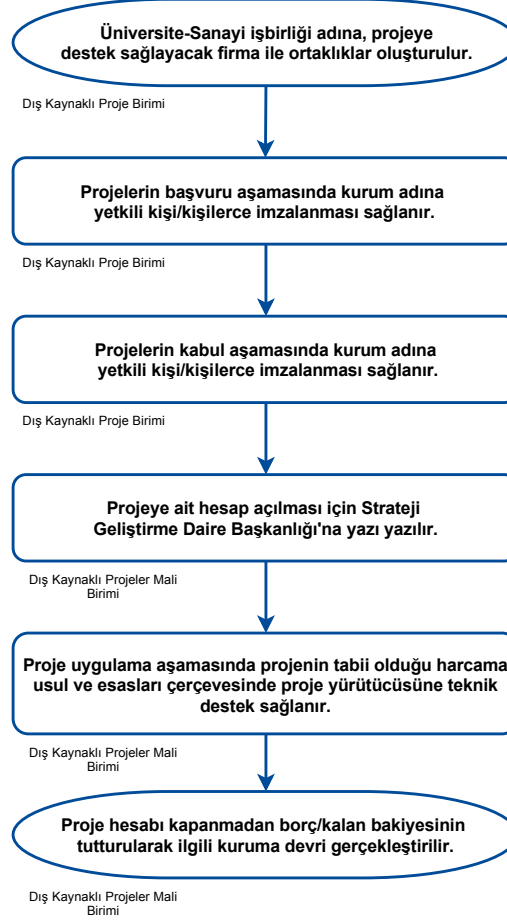 Üniversite-Sanayi işbirliği adına, projeye
destek sağlayacak firma ile ortaklıklar oluşturulur.
Dış Kaynaklı Proje Birimi
Projelerin başvuru aşamasında kurum adına
yetkili kişi/kişilerce imzalanması sağlanır.
Dış Kaynaklı Proje Birimi
Projelerin kabul aşamasında kurum adına
yetkili kişi/kişilerce imzalanması sağlanır.
Dış Kaynaklı Proje Birimi
Projeye ait hesap açılması için Strateji
Geliştirme Daire Başkanlığı'na yazı yazılır.
Dış Kaynaklı Projeler Mali
Birimi
Proje uygulama aşamasında projenin tabii olduğu harcama
usul ve esasları çerçevesinde proje yürütücüsüne teknik
destek sağlanır.
Dış Kaynaklı Projeler Mali
Birimi
Proje hesabı kapanmadan borç/kalan bakiyesinin
tutturularak ilgili kuruma devri gerçekleştirilir.
Dış Kaynaklı Projeler Mali
Birimi